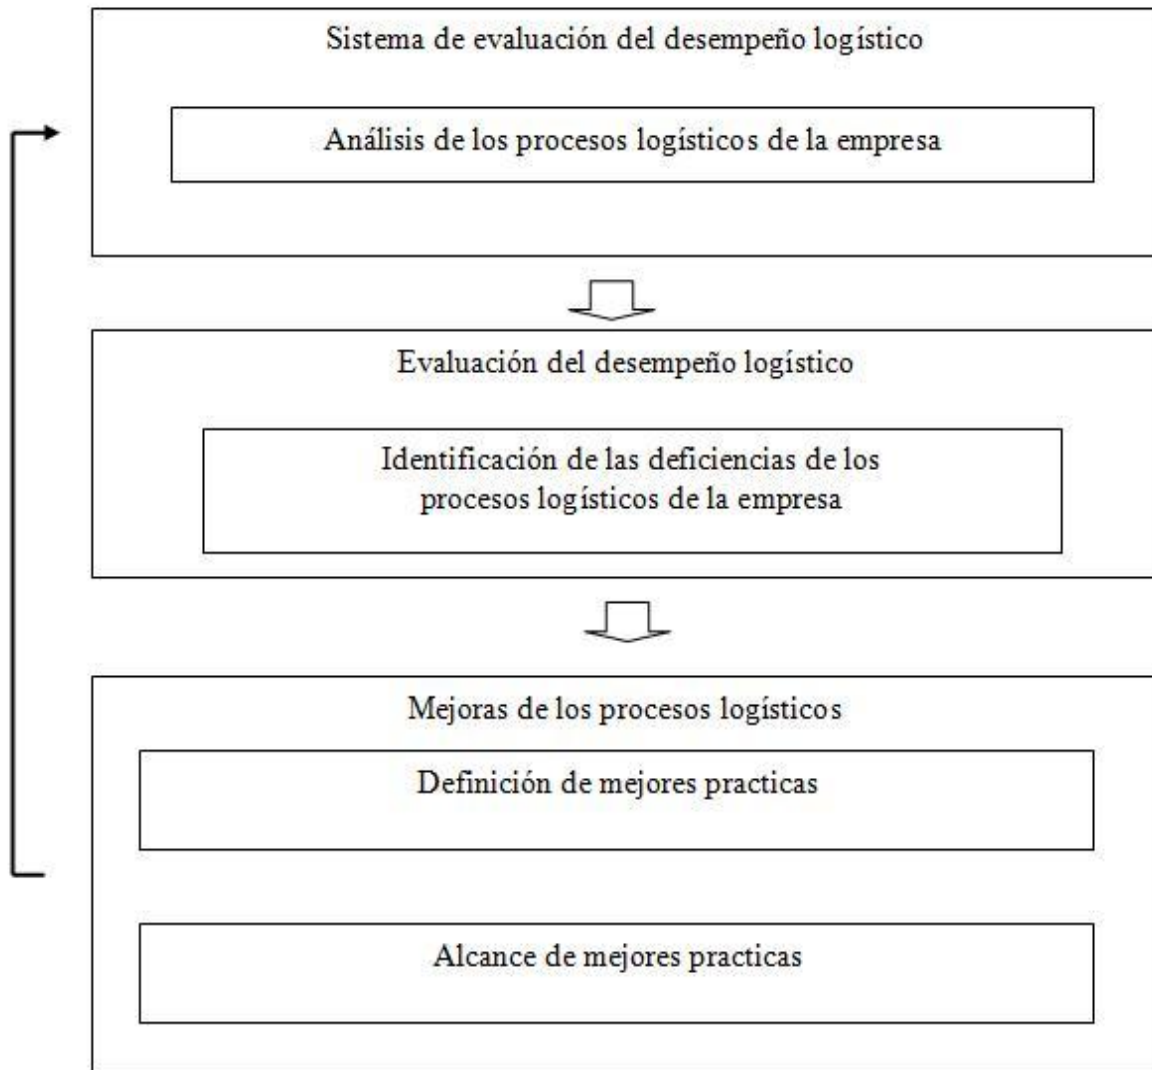 Sistema de evaluación del desempeño logístico
Análisis de los procesos logísticos de la empresa
Evaluación del desempeño logístico
Identificación de las deficiencias de los
procesos logísticos de la empresa
Mejoras de los procesos logísticos
Definición de mejores practicas
Alcance de mejores practicas